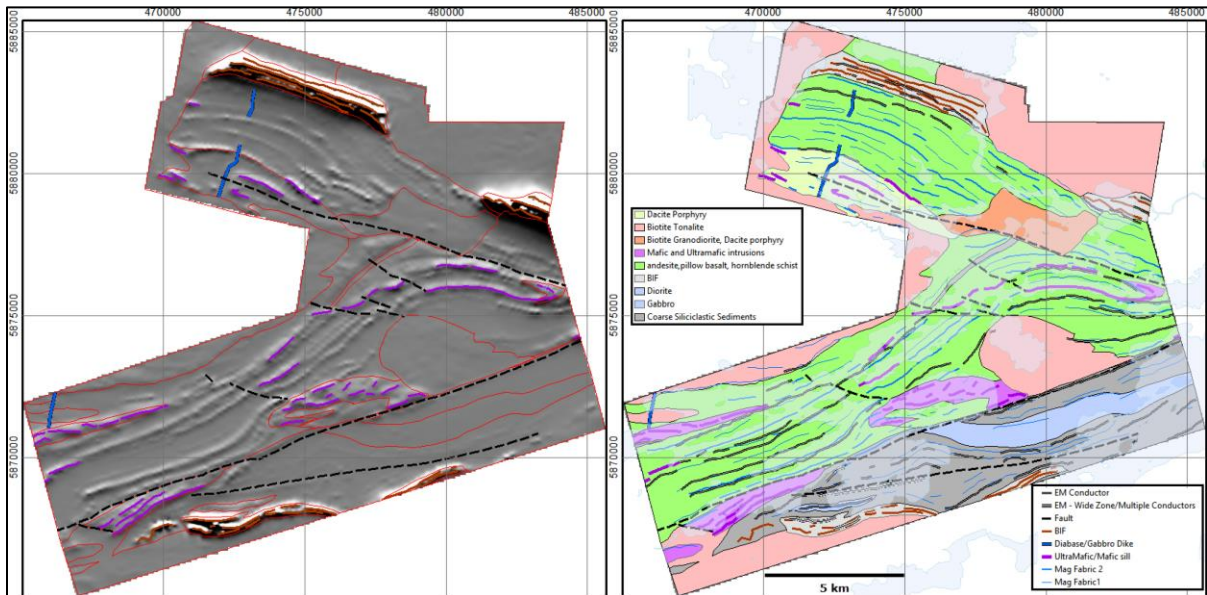 470000 475000 480000 485000
470000 475000 480000 485000
5885000
5880000
5875000
5870000
5885000
5880000
5875000
5870000
Dacite Porphyry
Biotite Tonalite
Biotite Granodiorite, Dacite porphyry
Mafic and Ultramafic intrusions
andesite,pillow basalt, hornblende schist
BIF
Diorite
Gabbro
Coarse Siliciclastic Sediments
EM Conductor
EM - Wide Zone/Multiple Conductors
Fault
BIF
Diabase/Gabbro Dike
UltraMafic/Mafic sill
Mag Fabric 2
Mag Fabric1
5 km